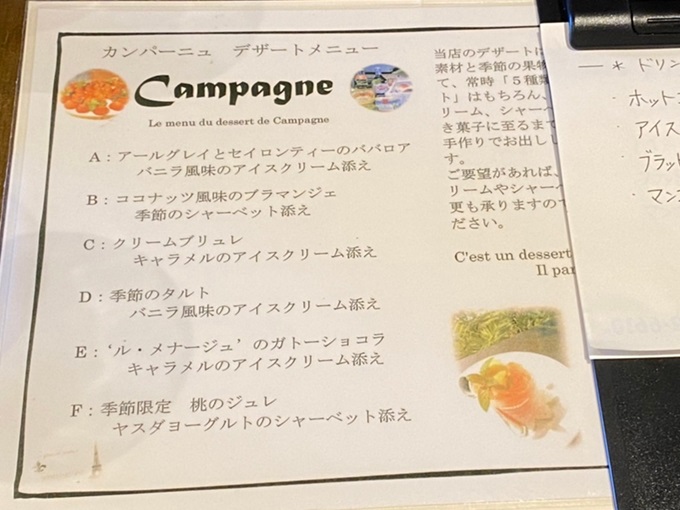 カンパーニュ　デザートメニュー
Campagne
Le menu du dessert de Campagne
A：アールグレイとセイロンティーのババロア
バニラ風味のアイスクリーム添え
B：ココナッツ風味のブラマンジェ
季節のシャーベット添え
C：クリームブリュレ
キャラメルのアイスクリーム添え
D：季節のタルト
バニラ風味のアイスクリーム添え
E：‘ル・メナージュ’のガトーショコラ
キャラメルのアイスクリーム添え
F：季節限定　桃のジュレ
ヤスダヨーグルトのシャーベット添え
当店のデザートに
素材と季節の果物
て、常時「５種類
ト」はもちろん、
リーム、シャーベ
き菓子に至るまで
手作りでお出しし
す。
ご要望があれば、
リームやシャーベ
更も承りますので
ださい。
C'est un dessert
Il par
― ＊ ドリン
・ホットコ
・アイス
・ブラッド
・マンゴ